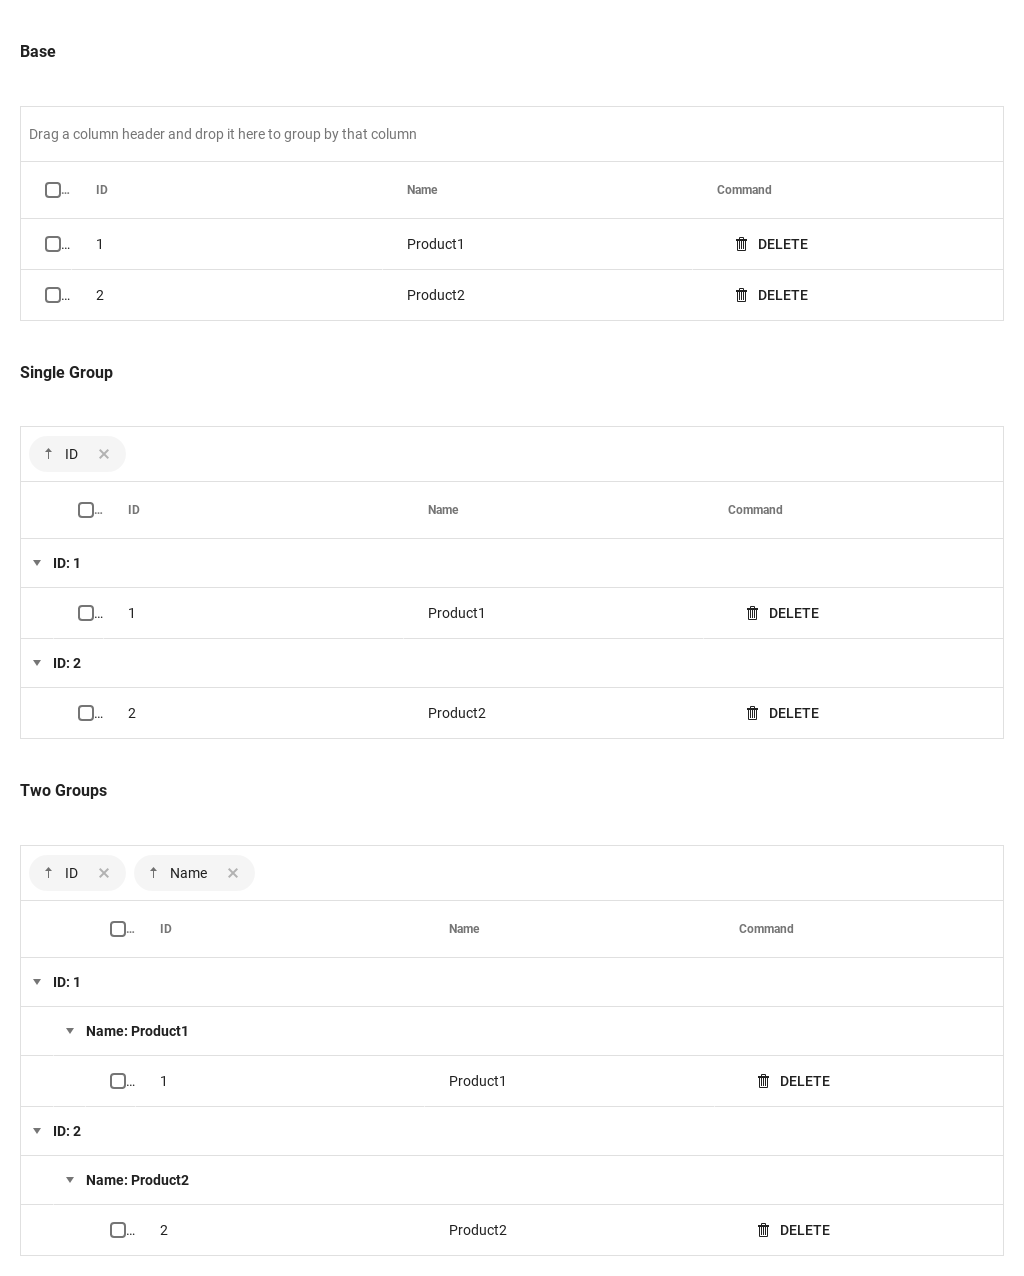 Base
Drag a column header and drop it here to group by that column
... ID Name Command
... 1 Product1 DELETE
... 2 Product2 DELETE
Single Group
ID
... ID Name Command
ID: 1
... 1 Product1 DELETE
ID: 2
... 2 Product2 DELETE
Two Groups
ID Name
... ID Name Command
ID: 1
Name: Product1
... 1 Product1 DELETE
ID: 2
Name: Product2
... 2 Product2 DELETE